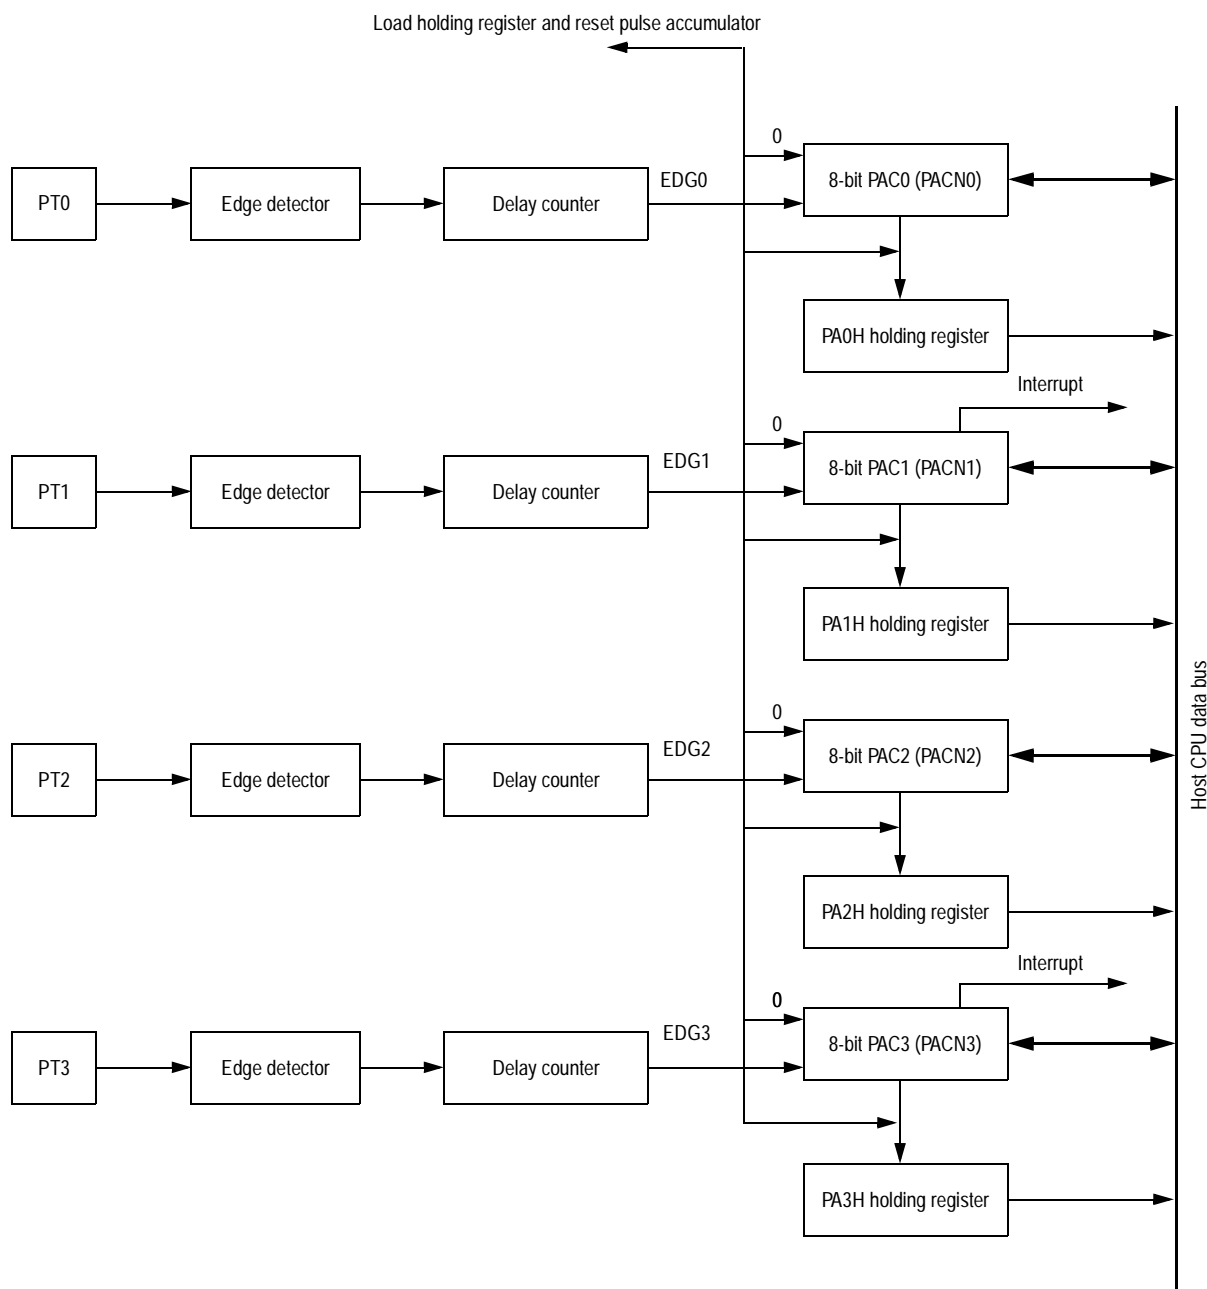 Load holding register and reset pulse accumulator
0
EDG0
8-bit PAC0 (PACN0)
PT0
Edge detector
Delay counter
PA0H holding register
Interrupt
0
EDG1
8-bit PAC1 (PACN1)
PT1
Edge detector
Delay counter
PA1H holding register
Host CPU data bus
0
EDG2
8-bit PAC2 (PACN2)
PT2
Edge detector
Delay counter
PA2H holding register
Interrupt
0
EDG3
8-bit PAC3 (PACN3)
PT3
Edge detector
Delay counter
PA3H holding register